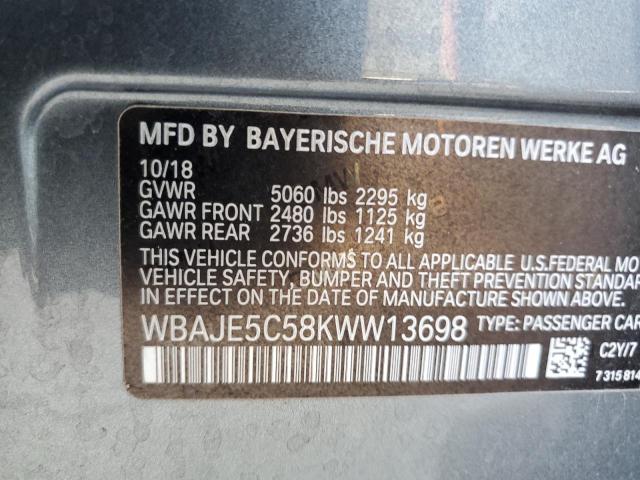 MFD BY BAYERISCHE MOTOREN WERKE AG
10/18
GVWR 5060 lbs 2295 kg
GAWR FRONT 2480 lbs 1125 kg
GAWR REAR 2736 lbs 1241 kg
THIS VEHICLE CONFORMS TO ALL APPLICABLE U.S.FEDERAL MO
VEHICLE SAFETY, BUMPER AND THEFT PREVENTION STANDARD
IN EFFECT ON THE DATE OF MANUFACTURE SHOWN ABOVE.
WBAJE5C58KWW13698 TYPE: PASSENGER CAR
C2Y/7
7315814